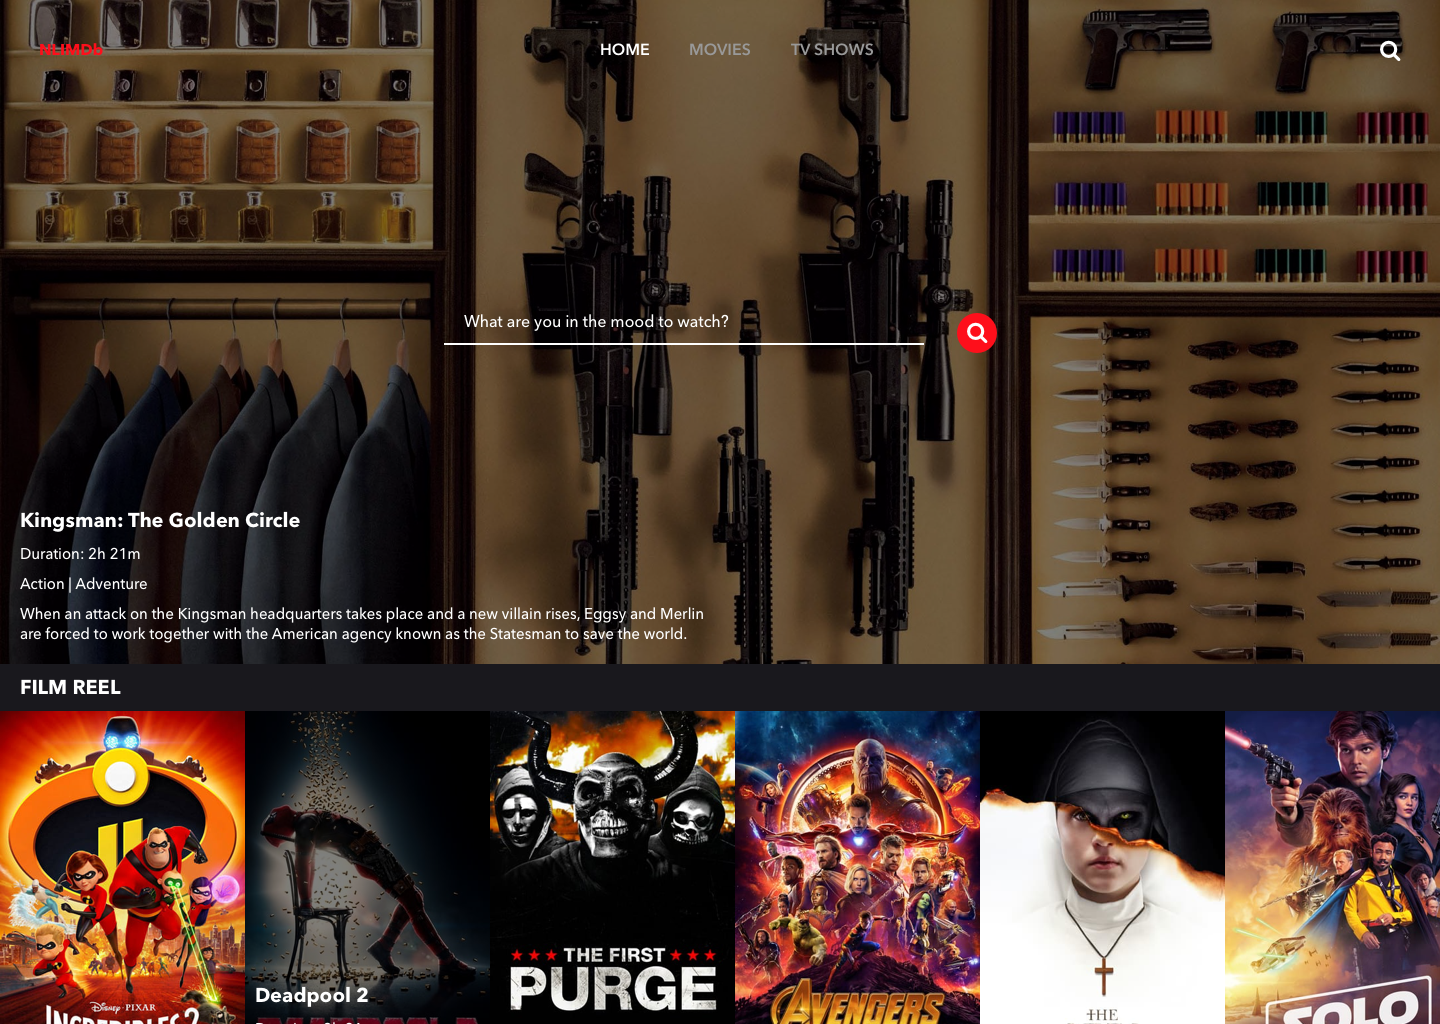 NLIMDb
HOME MOVIES TV SHOWS
What are you in the mood to watch?
Kingsman: The Golden Circle
Duration: 2h 21m
Action | Adventure
When an attack on the Kingsman headquarters takes place and a new villain rises, Eggsy and Merlin
are forced to work together with the American agency known as the Statesman to save the world.
FILM REEL
Disney · PIXAR
INCREDIBLES 2
Deadpool 2
THE FIRST
PURGE
AVENGERS
THE
SOLO